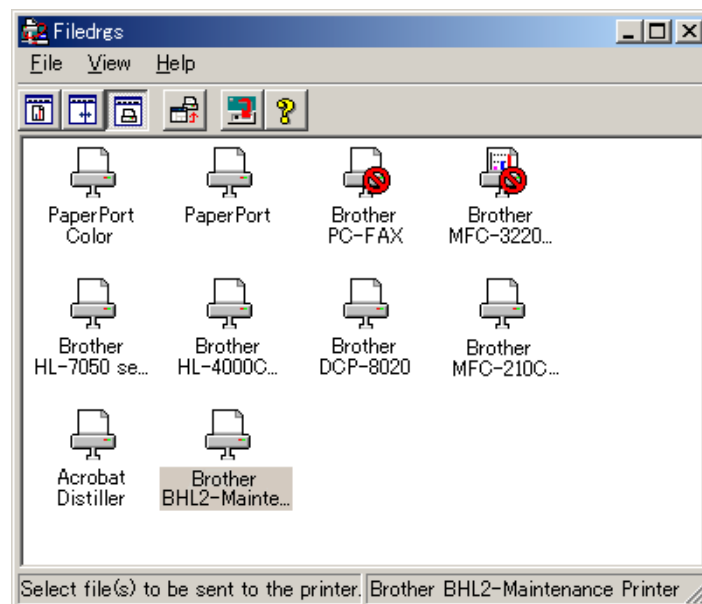 Filedrgs
File View Help
PaperPort Color
PaperPort
Brother PC-FAX
Brother MFC-3220...
Brother HL-7050 se...
Brother HL-4000C...
Brother DCP-8020
Brother MFC-210C...
Acrobat Distiller
Brother BHL2-Mainte...
Select file(s) to be sent to the printer. Brother BHL2-Maintenance Printer